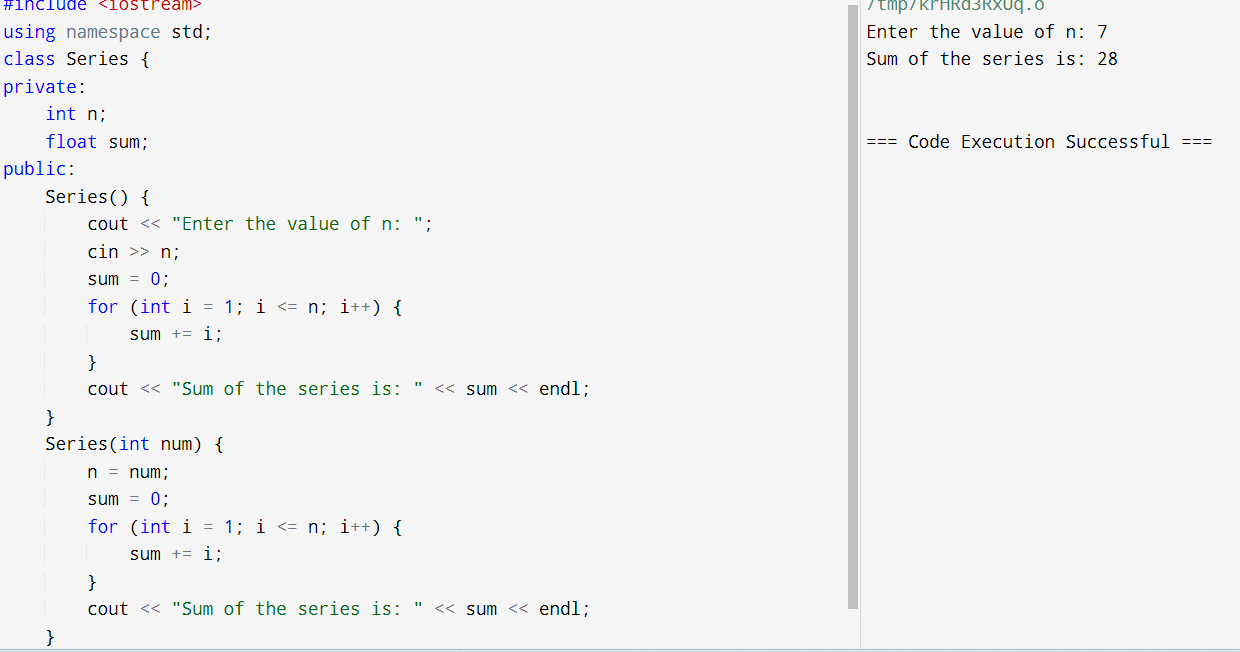 #include <iostream>
using namespace std;
class Series {
private:
    int n;
    float sum;
public:
    Series() {
        cout << "Enter the value of n: ";
        cin >> n;
        sum = 0;
        for (int i = 1; i <= n; i++) {
            sum += i;
        }
        cout << "Sum of the series is: " << sum << endl;
    }
    Series(int num) {
        n = num;
        sum = 0;
        for (int i = 1; i <= n; i++) {
            sum += i;
        }
        cout << "Sum of the series is: " << sum << endl;
    }
/tmp/krHRd3RxUq.o
Enter the value of n: 7
Sum of the series is: 28
=== Code Execution Successful ===